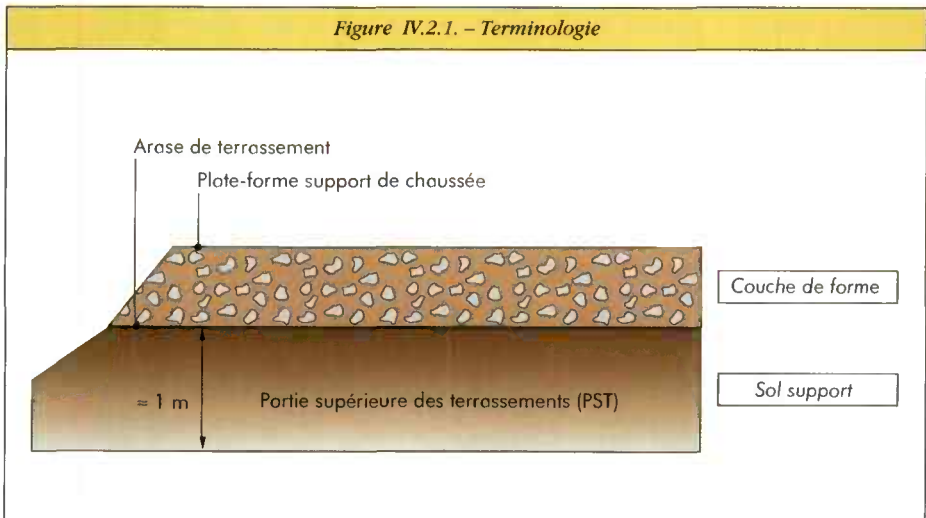 Figure IV.2.1. – Terminologie
Arase de terrassement
Plate-forme support de chaussée
Couche de forme
≈ 1 m
Partie supérieure des terrassements (PST)
Sol support